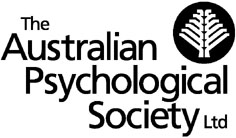 The
Australian
Psychological
Society Ltd